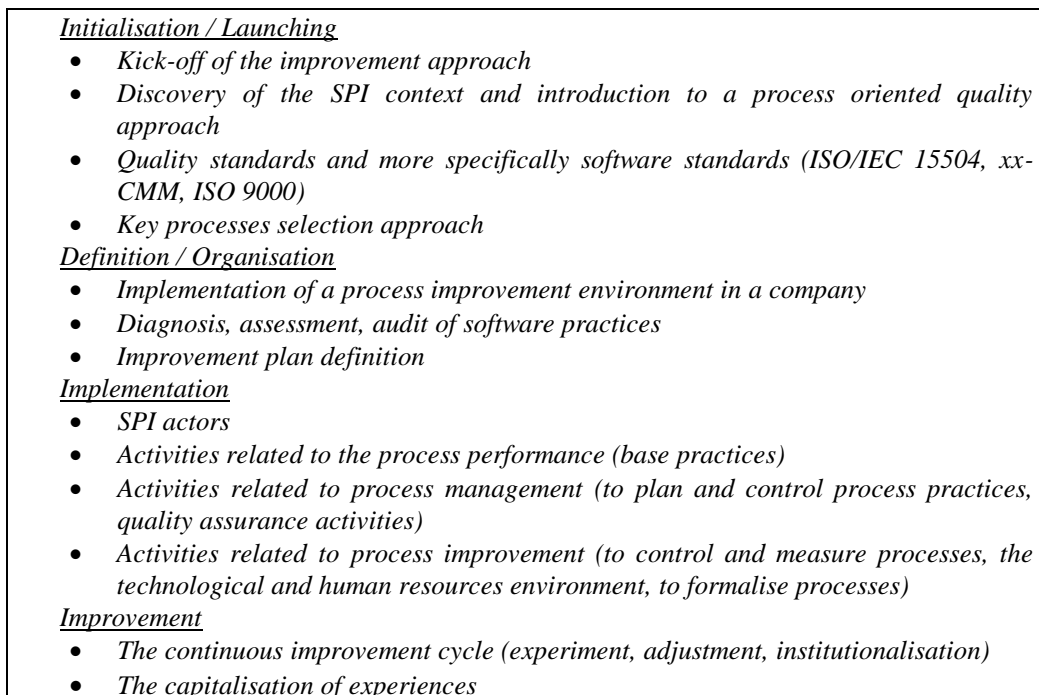 Initialisation / Launching
• Kick-off of the improvement approach
• Discovery of the SPI context and introduction to a process oriented quality
approach
• Quality standards and more specifically software standards (ISO/IEC 15504, xx-
CMM, ISO 9000)
• Key processes selection approach
Definition / Organisation
• Implementation of a process improvement environment in a company
• Diagnosis, assessment, audit of software practices
• Improvement plan definition
Implementation
• SPI actors
• Activities related to the process performance (base practices)
• Activities related to process management (to plan and control process practices,
quality assurance activities)
• Activities related to process improvement (to control and measure processes, the
technological and human resources environment, to formalise processes)
Improvement
• The continuous improvement cycle (experiment, adjustment, institutionalisation)
• The capitalisation of experiences